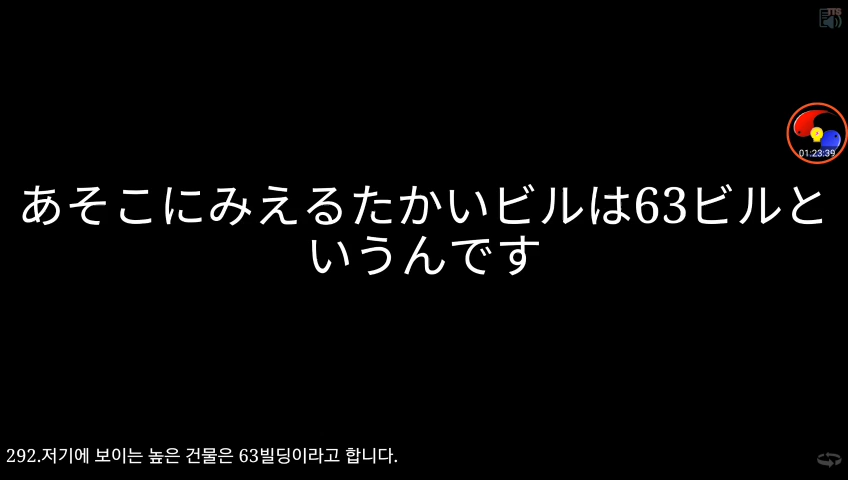 TTS
01:23:39
あそこにみえるたかいビルは63ビルと
いうんです
292.저기에 보이는 높은 건물은 63빌딩이라고 합니다.